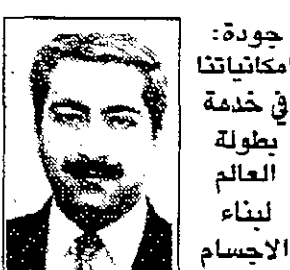 جودة:
امكانياتنا
في خدمة
بطولة
العالم
لبناء
الاجسام